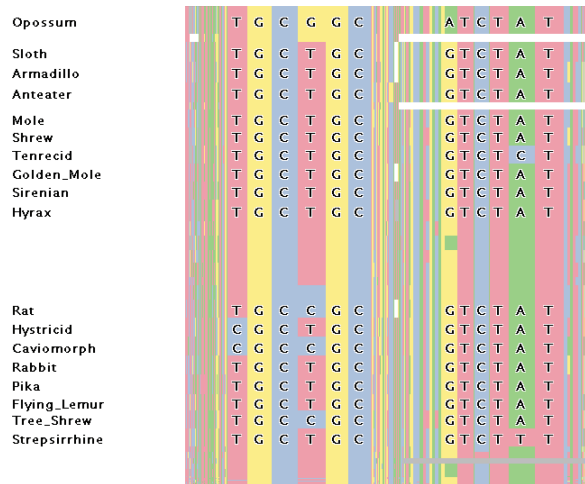 Opossum T G C G G C A T C T A T
Sloth T G C T G C G T C T A T
Armadillo T G C T G C G T C T A T
Anteater T G C T G C G T C T A T
Mole T G C T G C G T C T A T
Shrew T G C T G C G T C T A T
Tenrecid T G C T G C G T C T C T
Golden_Mole T G C T G C G T C T A T
Sirenian T G C T G C G T C T A T
Hyrax T G C T G C G T C T A T
Rat T G C C G C G T C T A T
Hystricid C G C T G C G T C T A T
Caviomorph C G C C G C G T C T A T
Rabbit T G C T G C G T C T A T
Pika T G C T G C G T C T A T
Flying_Lemur T G C T G C G T C T A T
Tree_Shrew T G C C G C G T C T A T
Strepsirrhine T G C T G C G T C T T T